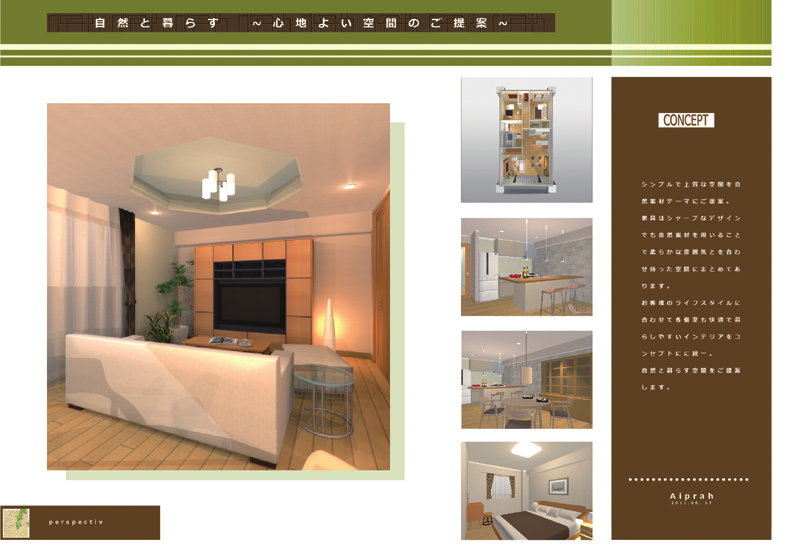 自然と暮らす ～心地よい空間のご提案～
CONCEPT
シンプルで上質な空間を自
然素材テーマにご提案。
家具はシャープなデザイン
でも自然素材を用いること
で柔らかな雰囲気とを合わ
せ持った空間にまとめてあ
ります。
お客様のライフスタイルに
合わせて各個室も快適で暮
らしやすいインテリアをコ
ンセプトにに統一。
自然と暮らす空間をご提案
します。
Aiprah
2011.08.17
perspectiv